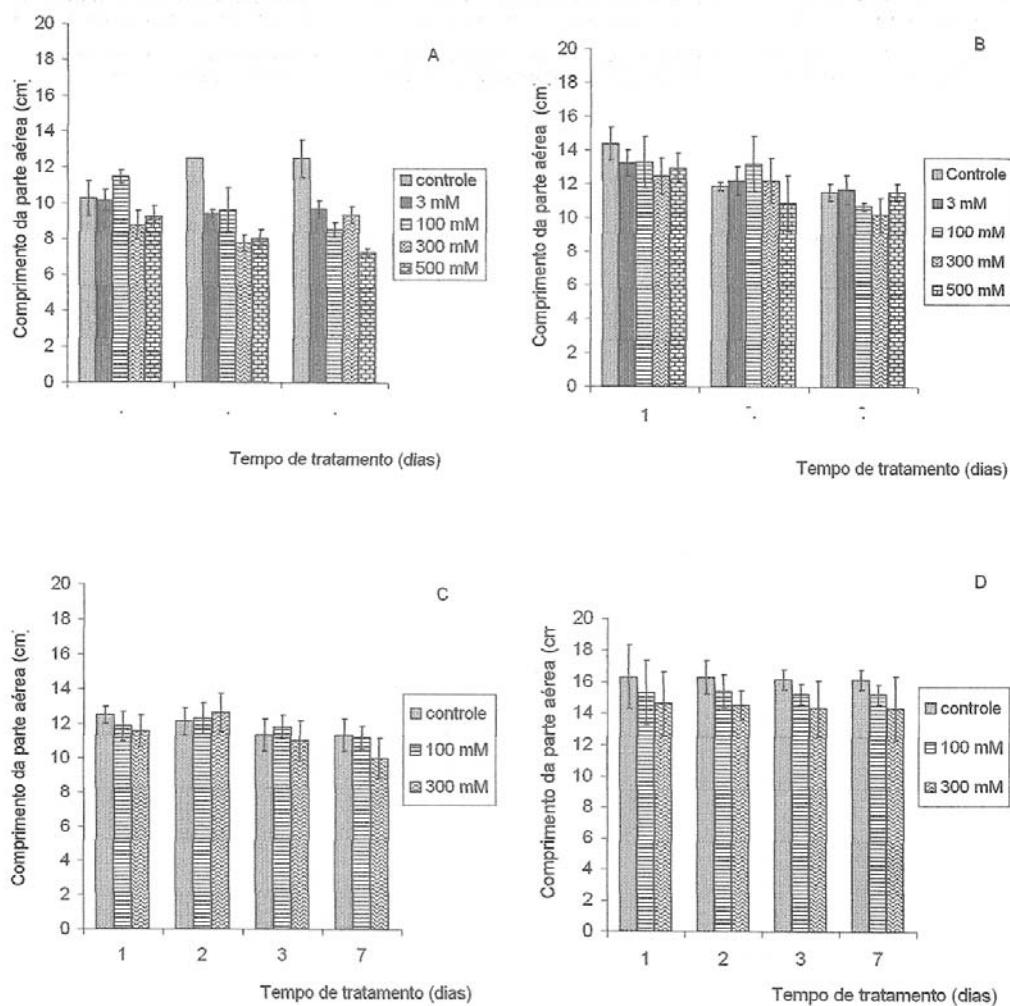 A
Comprimento da parte aérea (cm)
20
18
16
14
12
10
8
6
4
2
0
controle
3 mM
100 mM
300 mM
500 mM
Tempo de tratamento (dias)
B
Comprimento da parte aérea (cm)
20
18
16
14
12
10
8
6
4
2
0
1
Controle
3 mM
100 mM
300 mM
500 mM
Tempo de tratamento (dias)
C
Comprimento da parte aérea (cm)
20
18
16
14
12
10
8
6
4
2
0
1 2 3 7
controle
100 mM
300 mM
Tempo de tratamento (dias)
D
Comprimento da parte aérea (cm
20
18
16
14
12
10
8
6
4
2
0
1 2 3 7
controle
100 mM
300 mM
Tempo de tratamento (dias)